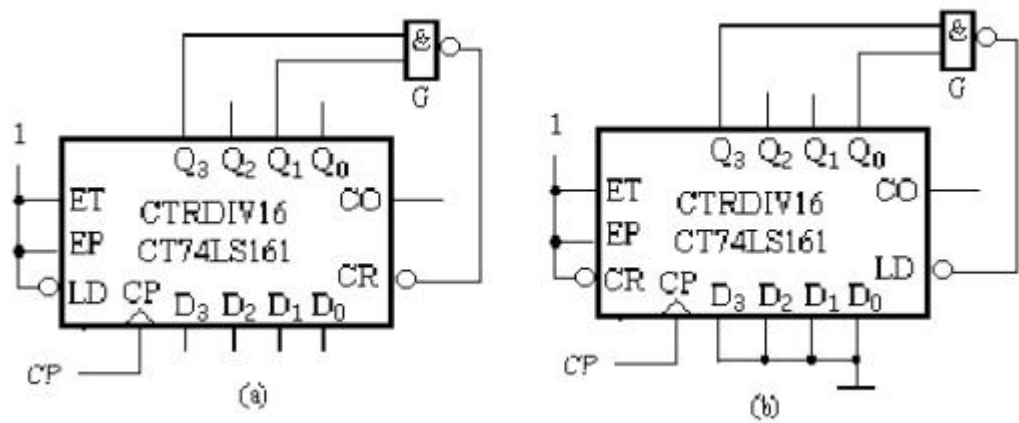 &
G
1
Q₃ Q₂ Q₁ Q₀
ET CO
CTRDIV16
EP CT74LS161
CR
LD CP D₃ D₂ D₁ D₀
CP
(a)
&
G
1
Q₃ Q₂ Q₁ Q₀
ET CO
CTRDIV16
EP CT74LS161
LD
CR CP D₃ D₂ D₁ D₀
CP
(b)